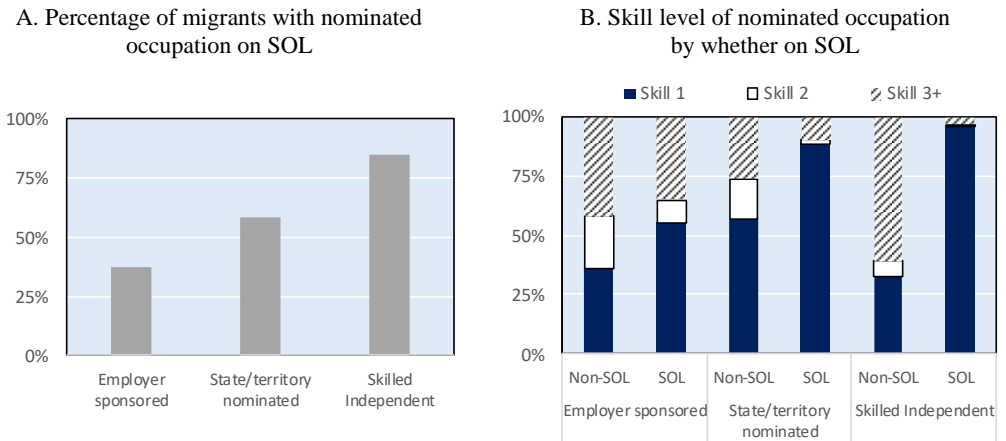 A. Percentage of migrants with nominated
occupation on SOL
100%
75%
50%
25%
0%
Employer
sponsored
State/territory
nominated
Skilled
Independent
B. Skill level of nominated occupation
by whether on SOL
Skill 1 Skill 2 Skill 3+
100%
75%
50%
25%
0%
Non-SOL SOL Non-SOL SOL Non-SOL SOL
Employer sponsored State/territory Skilled Independent
nominated